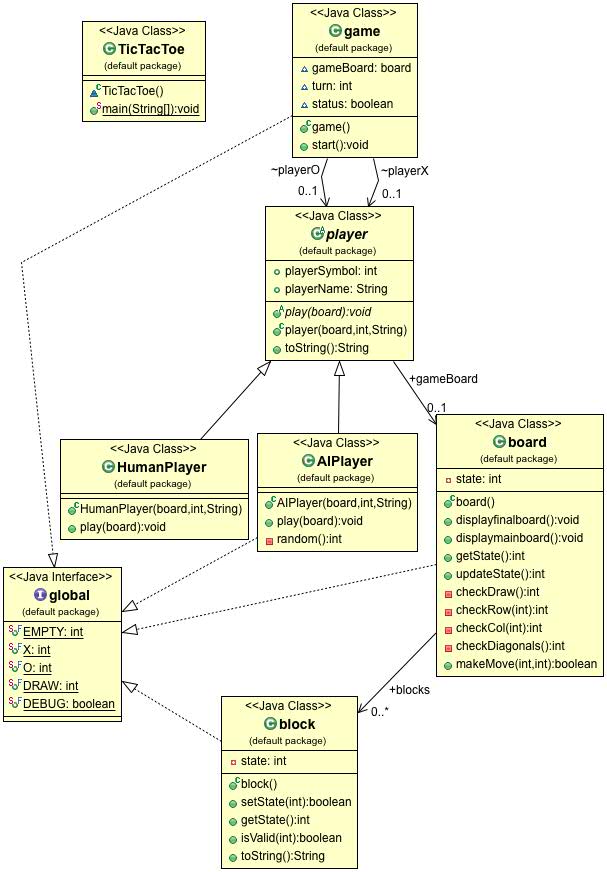 <<Java Class>>
TicTacToe
(default package)
TicTacToe()
main(String[]):void
<<Java Class>>
game
(default package)
gameBoard: board
turn: int
status: boolean
game()
start():void
~playerO
~playerX
0..1
0..1
<<Java Class>>
player
(default package)
playerSymbol: int
playerName: String
play(board):void
player(board,int,String)
toString():String
+gameBoard
0..1
<<Java Class>>
HumanPlayer
(default package)
HumanPlayer(board,int,String)
play(board):void
<<Java Class>>
AIPlayer
(default package)
AIPlayer(board,int,String)
play(board):void
random():int
<<Java Class>>
board
(default package)
state: int
board()
displayfinalboard():void
displaymainboard():void
getState():int
updateState():int
checkDraw():int
checkRow(int):int
checkCol(int):int
checkDiagonals():int
makeMove(int,int):boolean
<<Java Interface>>
global
(default package)
EMPTY: int
X: int
O: int
DRAW: int
DEBUG: boolean
+blocks
0..*
<<Java Class>>
block
(default package)
state: int
block()
setState(int):boolean
getState():int
isValid(int):boolean
toString():String